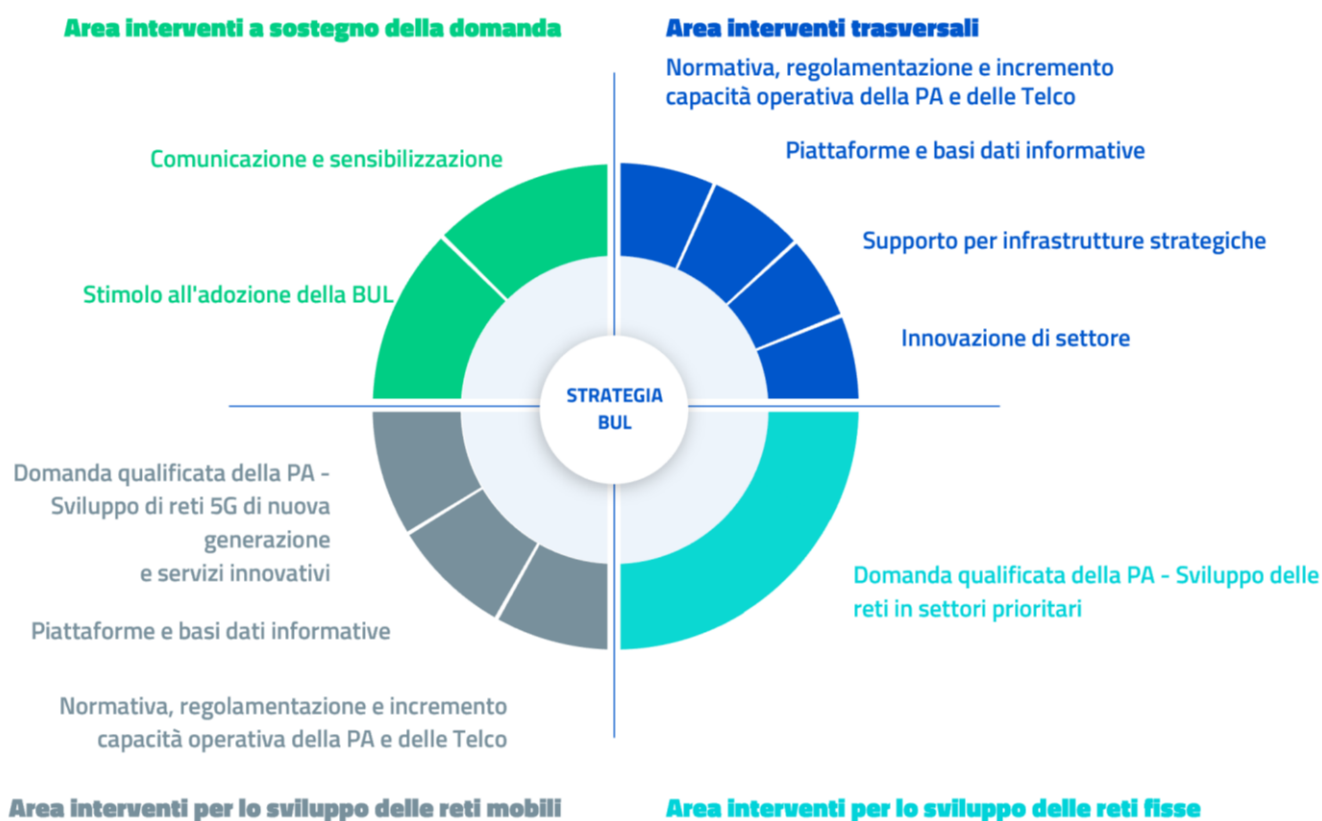 Area interventi a sostegno della domanda
Comunicazione e sensibilizzazione
Stimolo all'adozione della BUL
Area interventi trasversali
Normativa, regolamentazione e incremento
capacità operativa della PA e delle Telco
Piattaforme e basi dati informative
Supporto per infrastrutture strategiche
Innovazione di settore
STRATEGIA
BUL
Domanda qualificata della PA -
Sviluppo di reti 5G di nuova
generazione
e servizi innovativi
Piattaforme e basi dati informative
Normativa, regolamentazione e incremento
capacità operativa della PA e delle Telco
Area interventi per lo sviluppo delle reti mobili
Domanda qualificata della PA - Sviluppo delle
reti in settori prioritari
Area interventi per lo sviluppo delle reti fisse